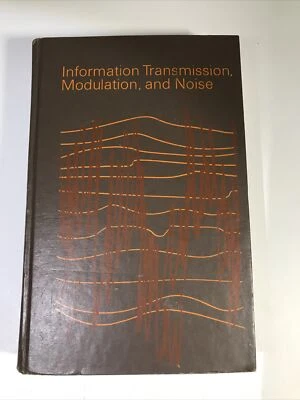 Information Transmission,
Modulation, and Noise